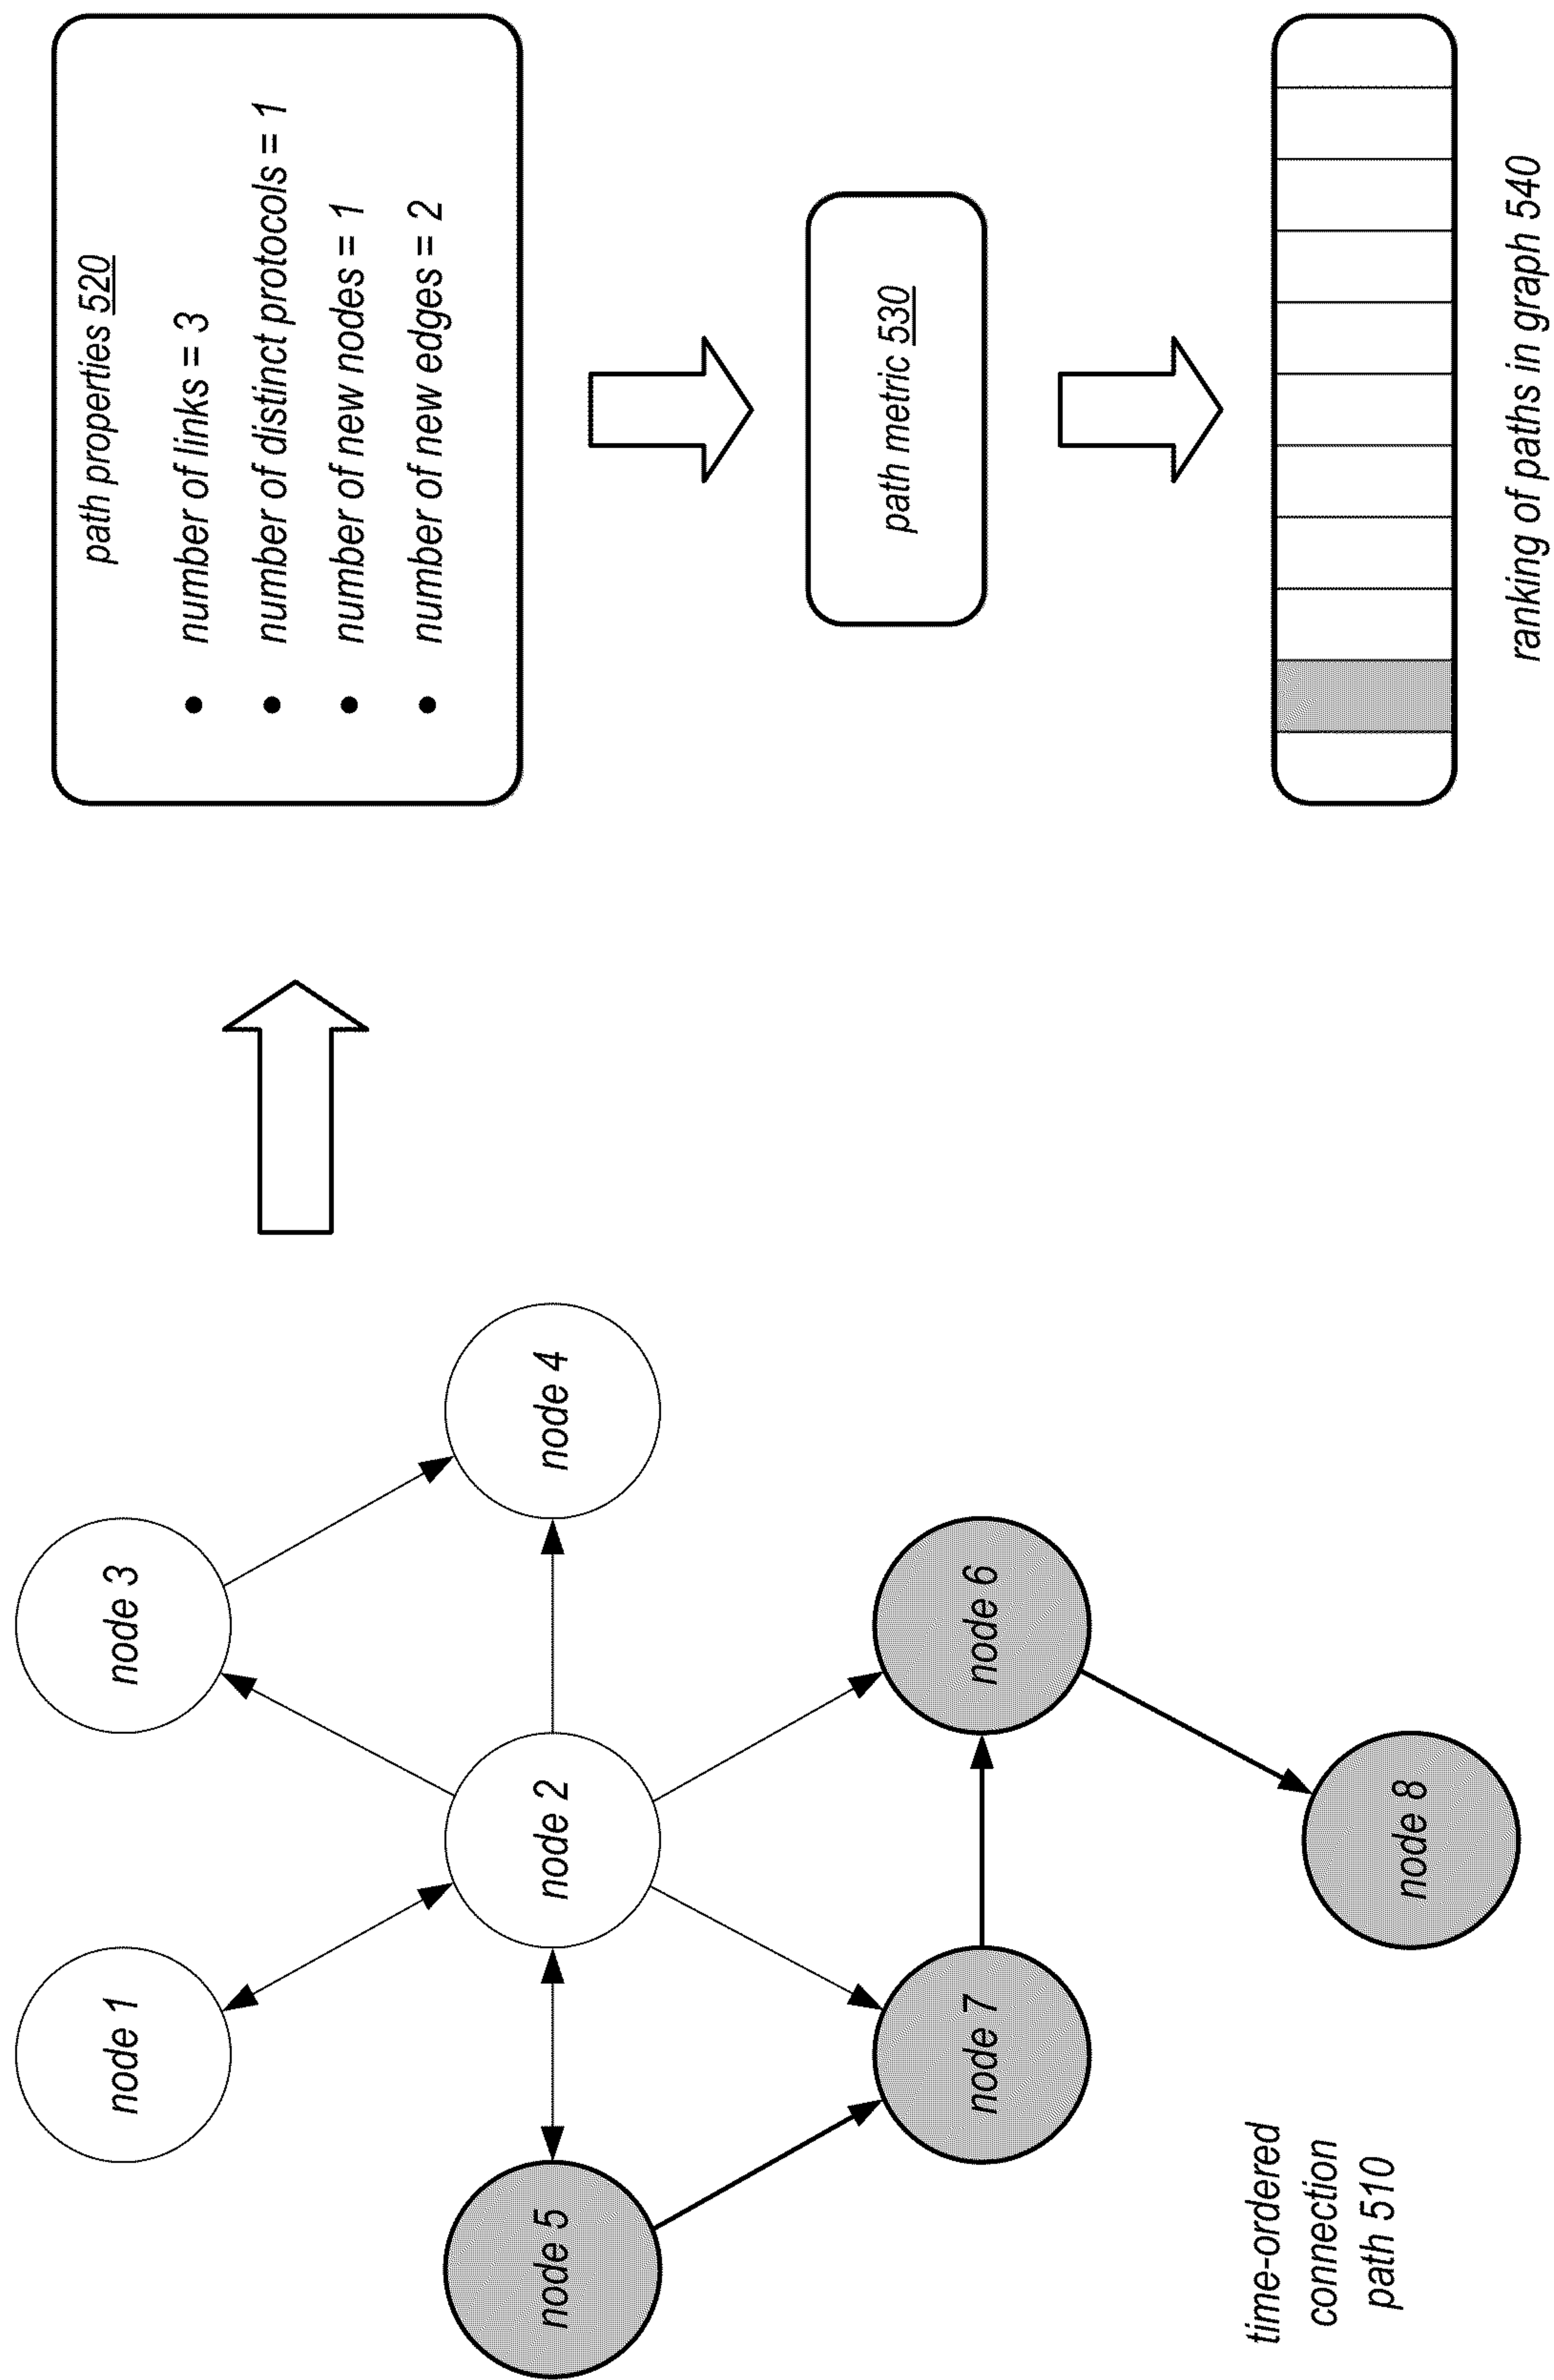 node 1
node 3
node 5
node 2
node 4
node 7
node 6
node 8
time-ordered
connection
path 510
path properties 520
• number of links = 3
• number of distinct protocols = 1
• number of new nodes = 1
• number of new edges = 2
path metric 530
ranking of paths in graph 540